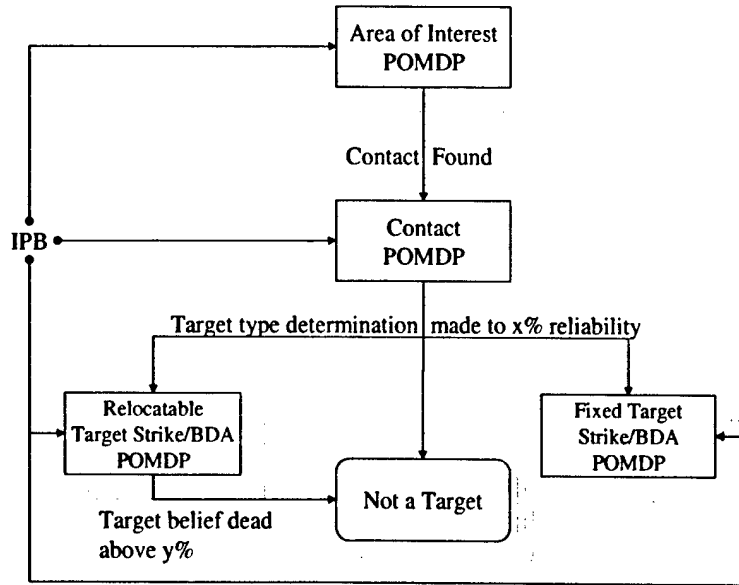 Area of Interest
POMDP
Contact Found
Contact
POMDP
IPB
Target type determination made to x% reliability
Relocatable
Target Strike/BDA
POMDP
Fixed Target
Strike/BDA
POMDP
Not a Target
Target belief dead
above y%